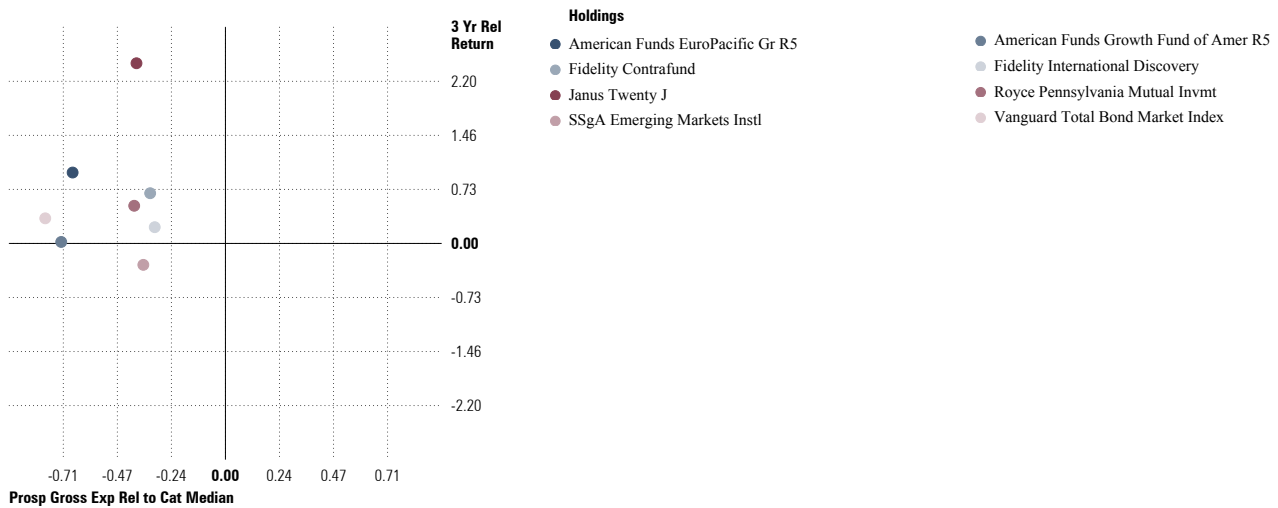 3 Yr Rel
Return
2.20
1.46
0.73
0.00
-0.73
-1.46
-2.20
-0.71 -0.47 -0.24 0.00 0.24 0.47 0.71
Prosp Gross Exp Rel to Cat Median
Holdings
American Funds EuroPacific Gr R5
Fidelity Contrafund
Janus Twenty J
SSgA Emerging Markets Instl
American Funds Growth Fund of Amer R5
Fidelity International Discovery
Royce Pennsylvania Mutual Invmt
Vanguard Total Bond Market Index